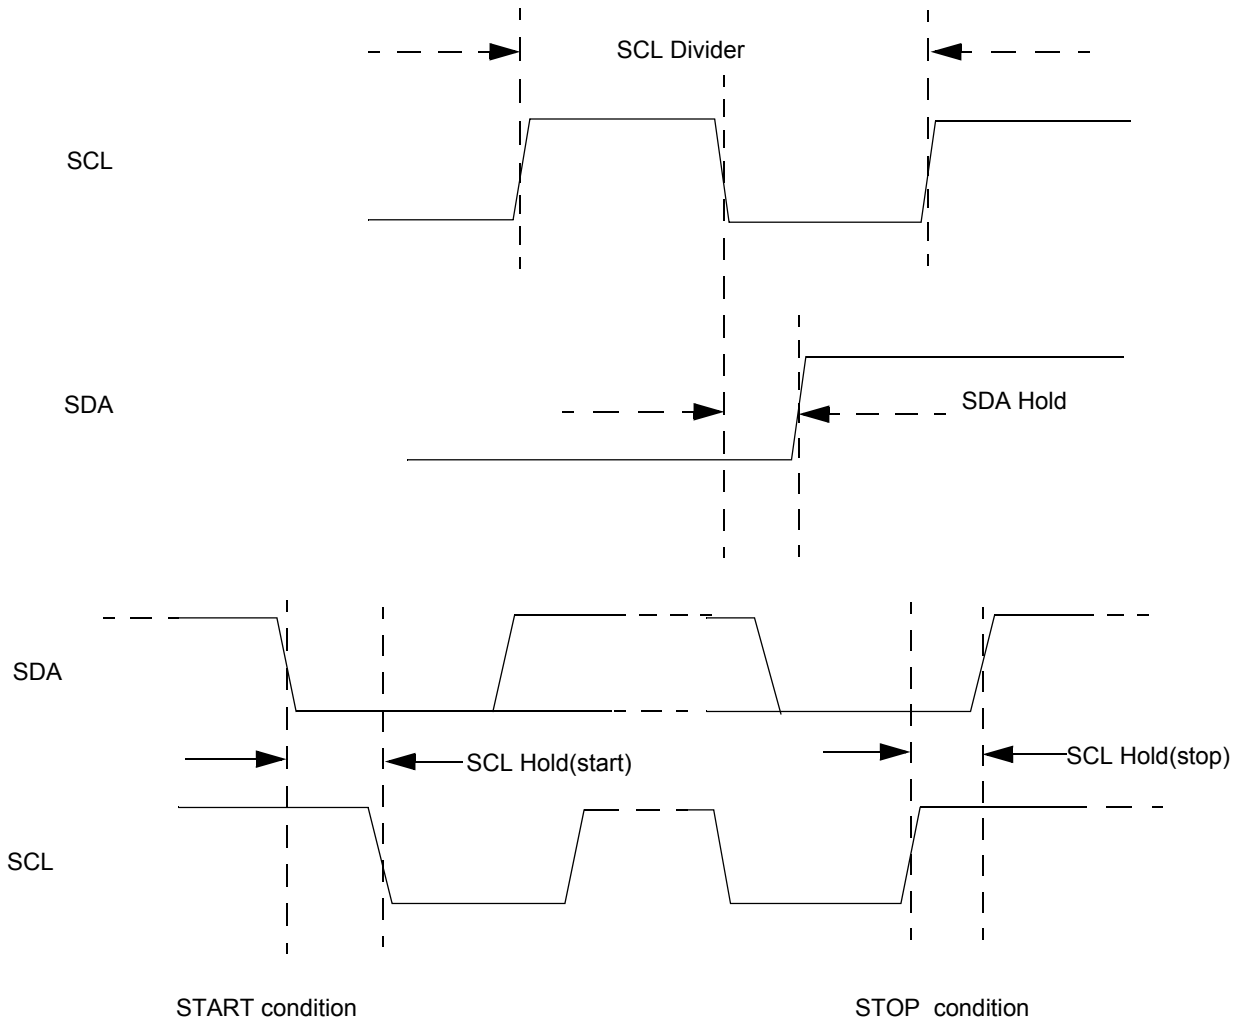 SCL Divider
SCL
SDA
SDA Hold
SDA
SCL Hold(start)
SCL Hold(stop)
SCL
START condition
STOP condition